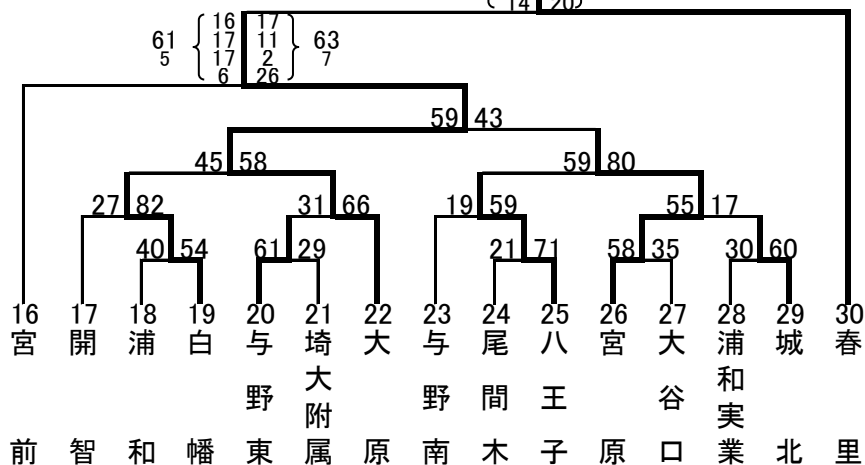 14 20
16 17
61 17 11 63
5 17 2 7
6 26
59 43
45 58 59 80
27 82 31 66 19 59 55 17
40 54 61 29 21 71 58 35 30 60
16 17 18 19 20 21 22 23 24 25 26 27 28 29 30
宮前
開智
浦和
白幡
与野東
埼大附属
大原
与野南
尾間木
八王子
宮原
大谷口
浦和実業
城北
春里